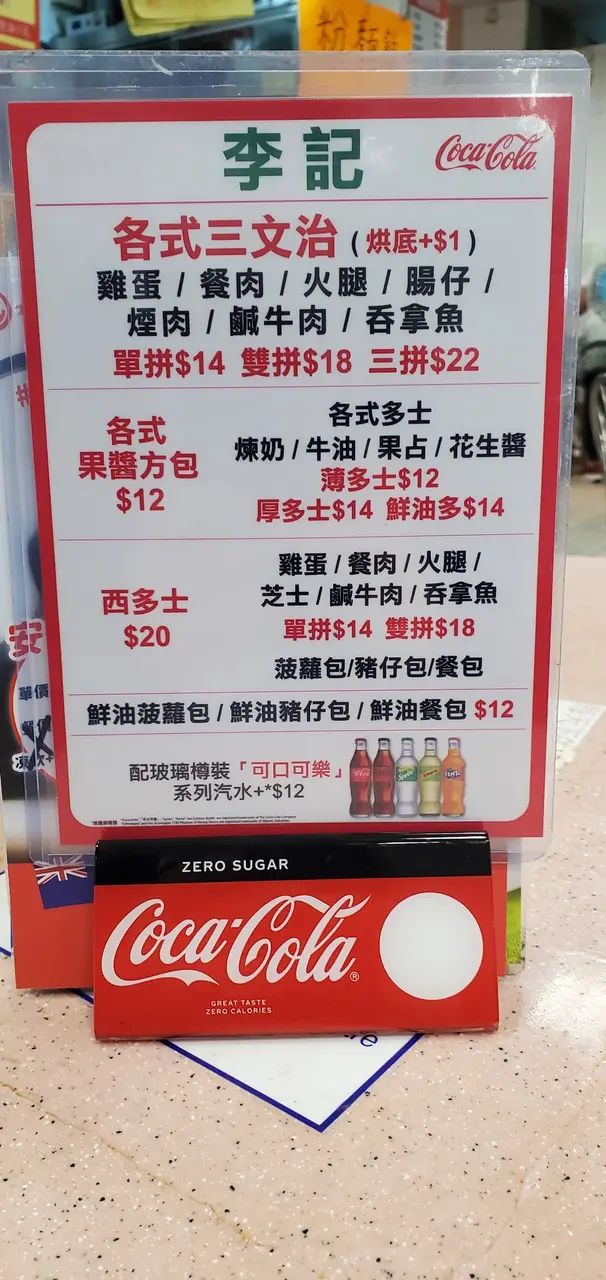 粉麵
李記
Coca-Cola
各式三文治 (烘底+$1)
雞蛋 / 餐肉 / 火腿 / 腸仔 /
煙肉 / 鹹牛肉 / 吞拿魚
單拼$14 雙拼$18 三拼$22
各式
果醬方包
$12
各式多士
煉奶 / 牛油 / 果占 / 花生醬
薄多士$12
厚多士$14 鮮油多$14
西多士
$20
雞蛋 / 餐肉 / 火腿 /
芝士 / 鹹牛肉 / 吞拿魚
單拼$14 雙拼$18
菠蘿包/豬仔包/餐包
鮮油菠蘿包 / 鮮油豬仔包 / 鮮油餐包 $12
配玻璃樽裝「可口可樂」
系列汽水+*$12
安
單價
ZERO SUGAR
Coca-Cola®
GREAT TASTE
ZERO CALORIES